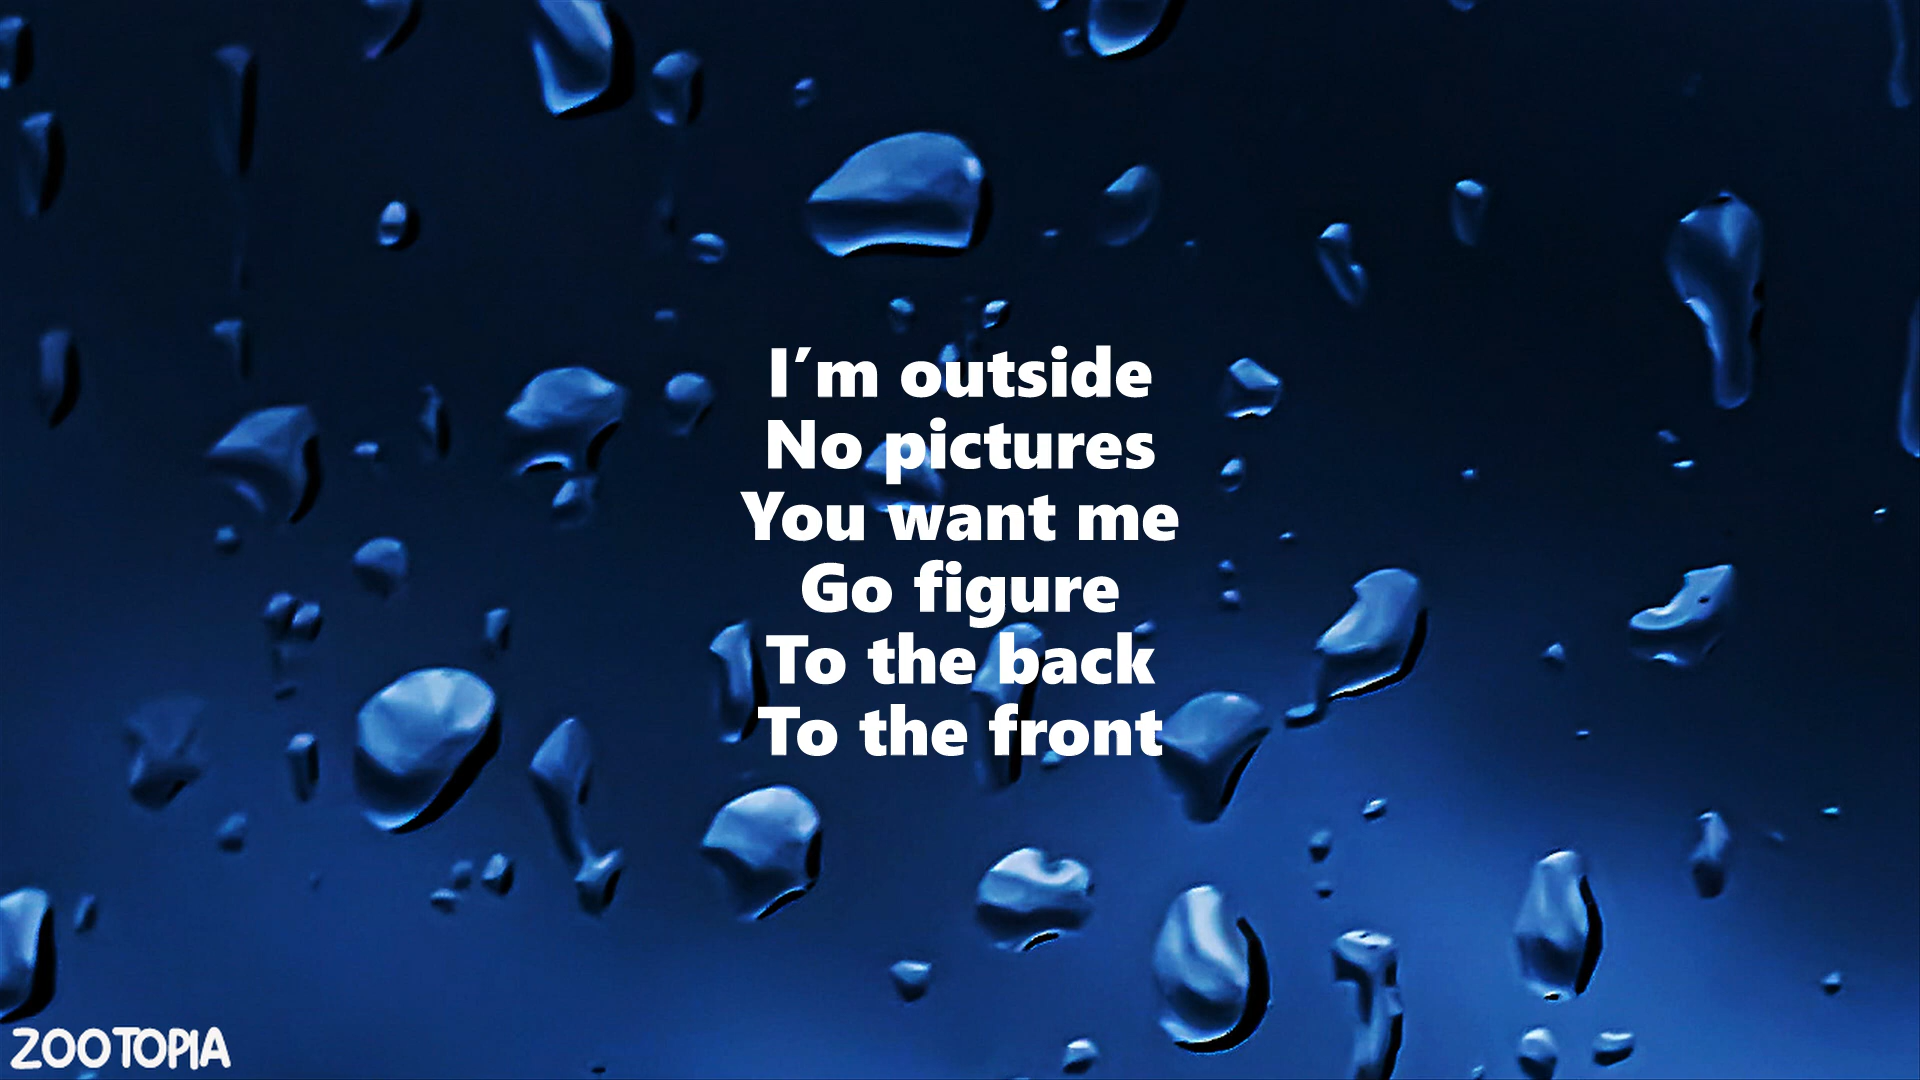 I′m outside
No pictures
You want me
Go figure
To the back
To the front
ZOOTOPIA